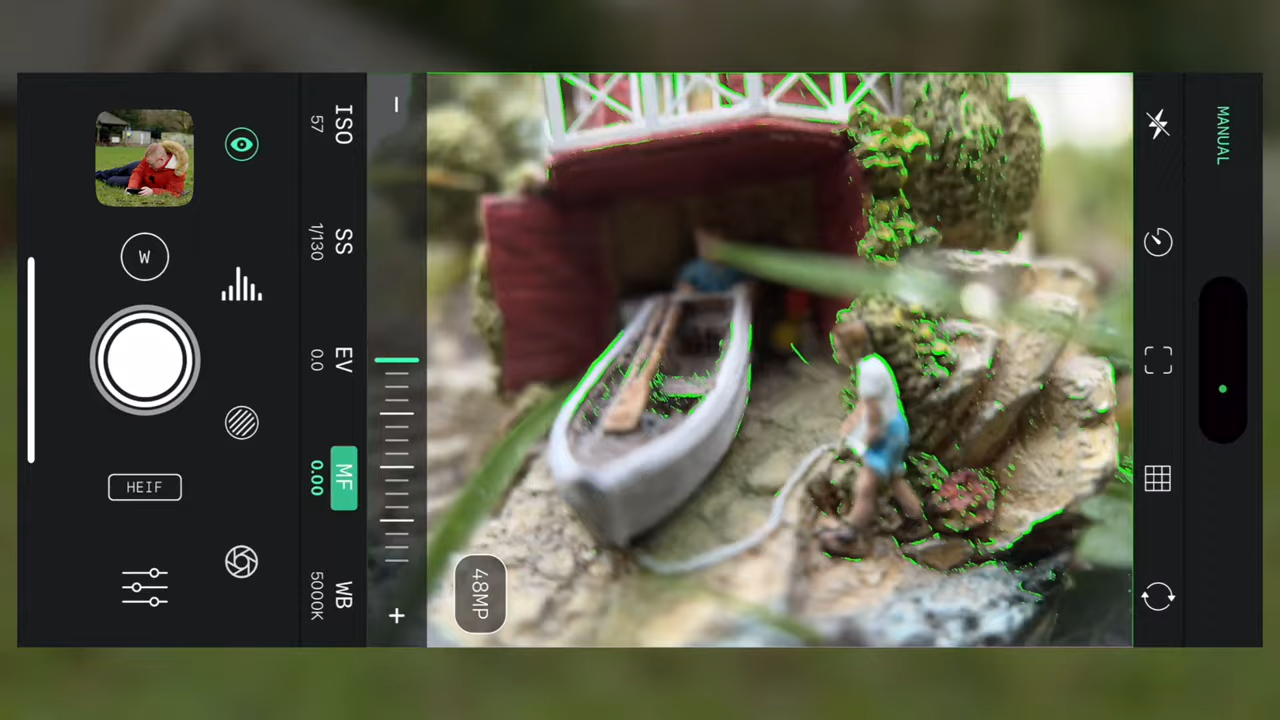 MANUAL
48MP
ISO
57
SS
1/130
EV
0.0
MF
0.00
WB
5000K
W
HEIF